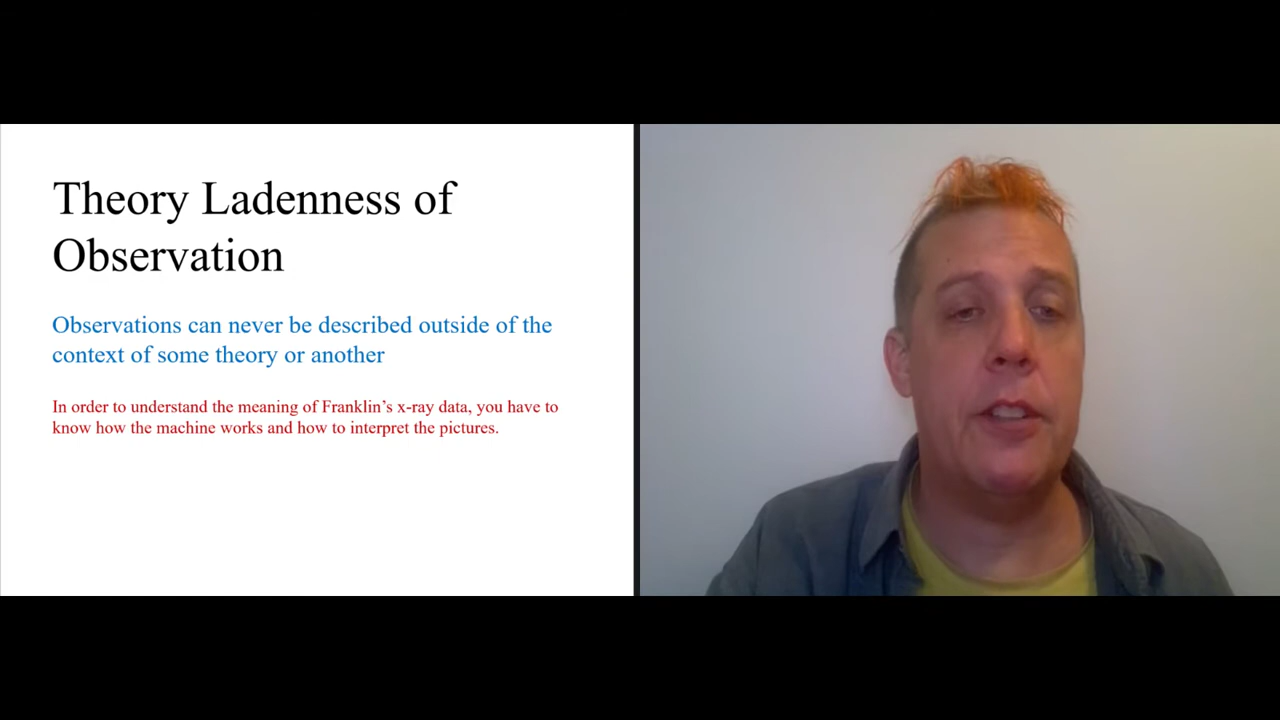 Theory Ladenness of
Observation
Observations can never be described outside of the
context of some theory or another
In order to understand the meaning of Franklin’s x-ray data, you have to
know how the machine works and how to interpret the pictures.